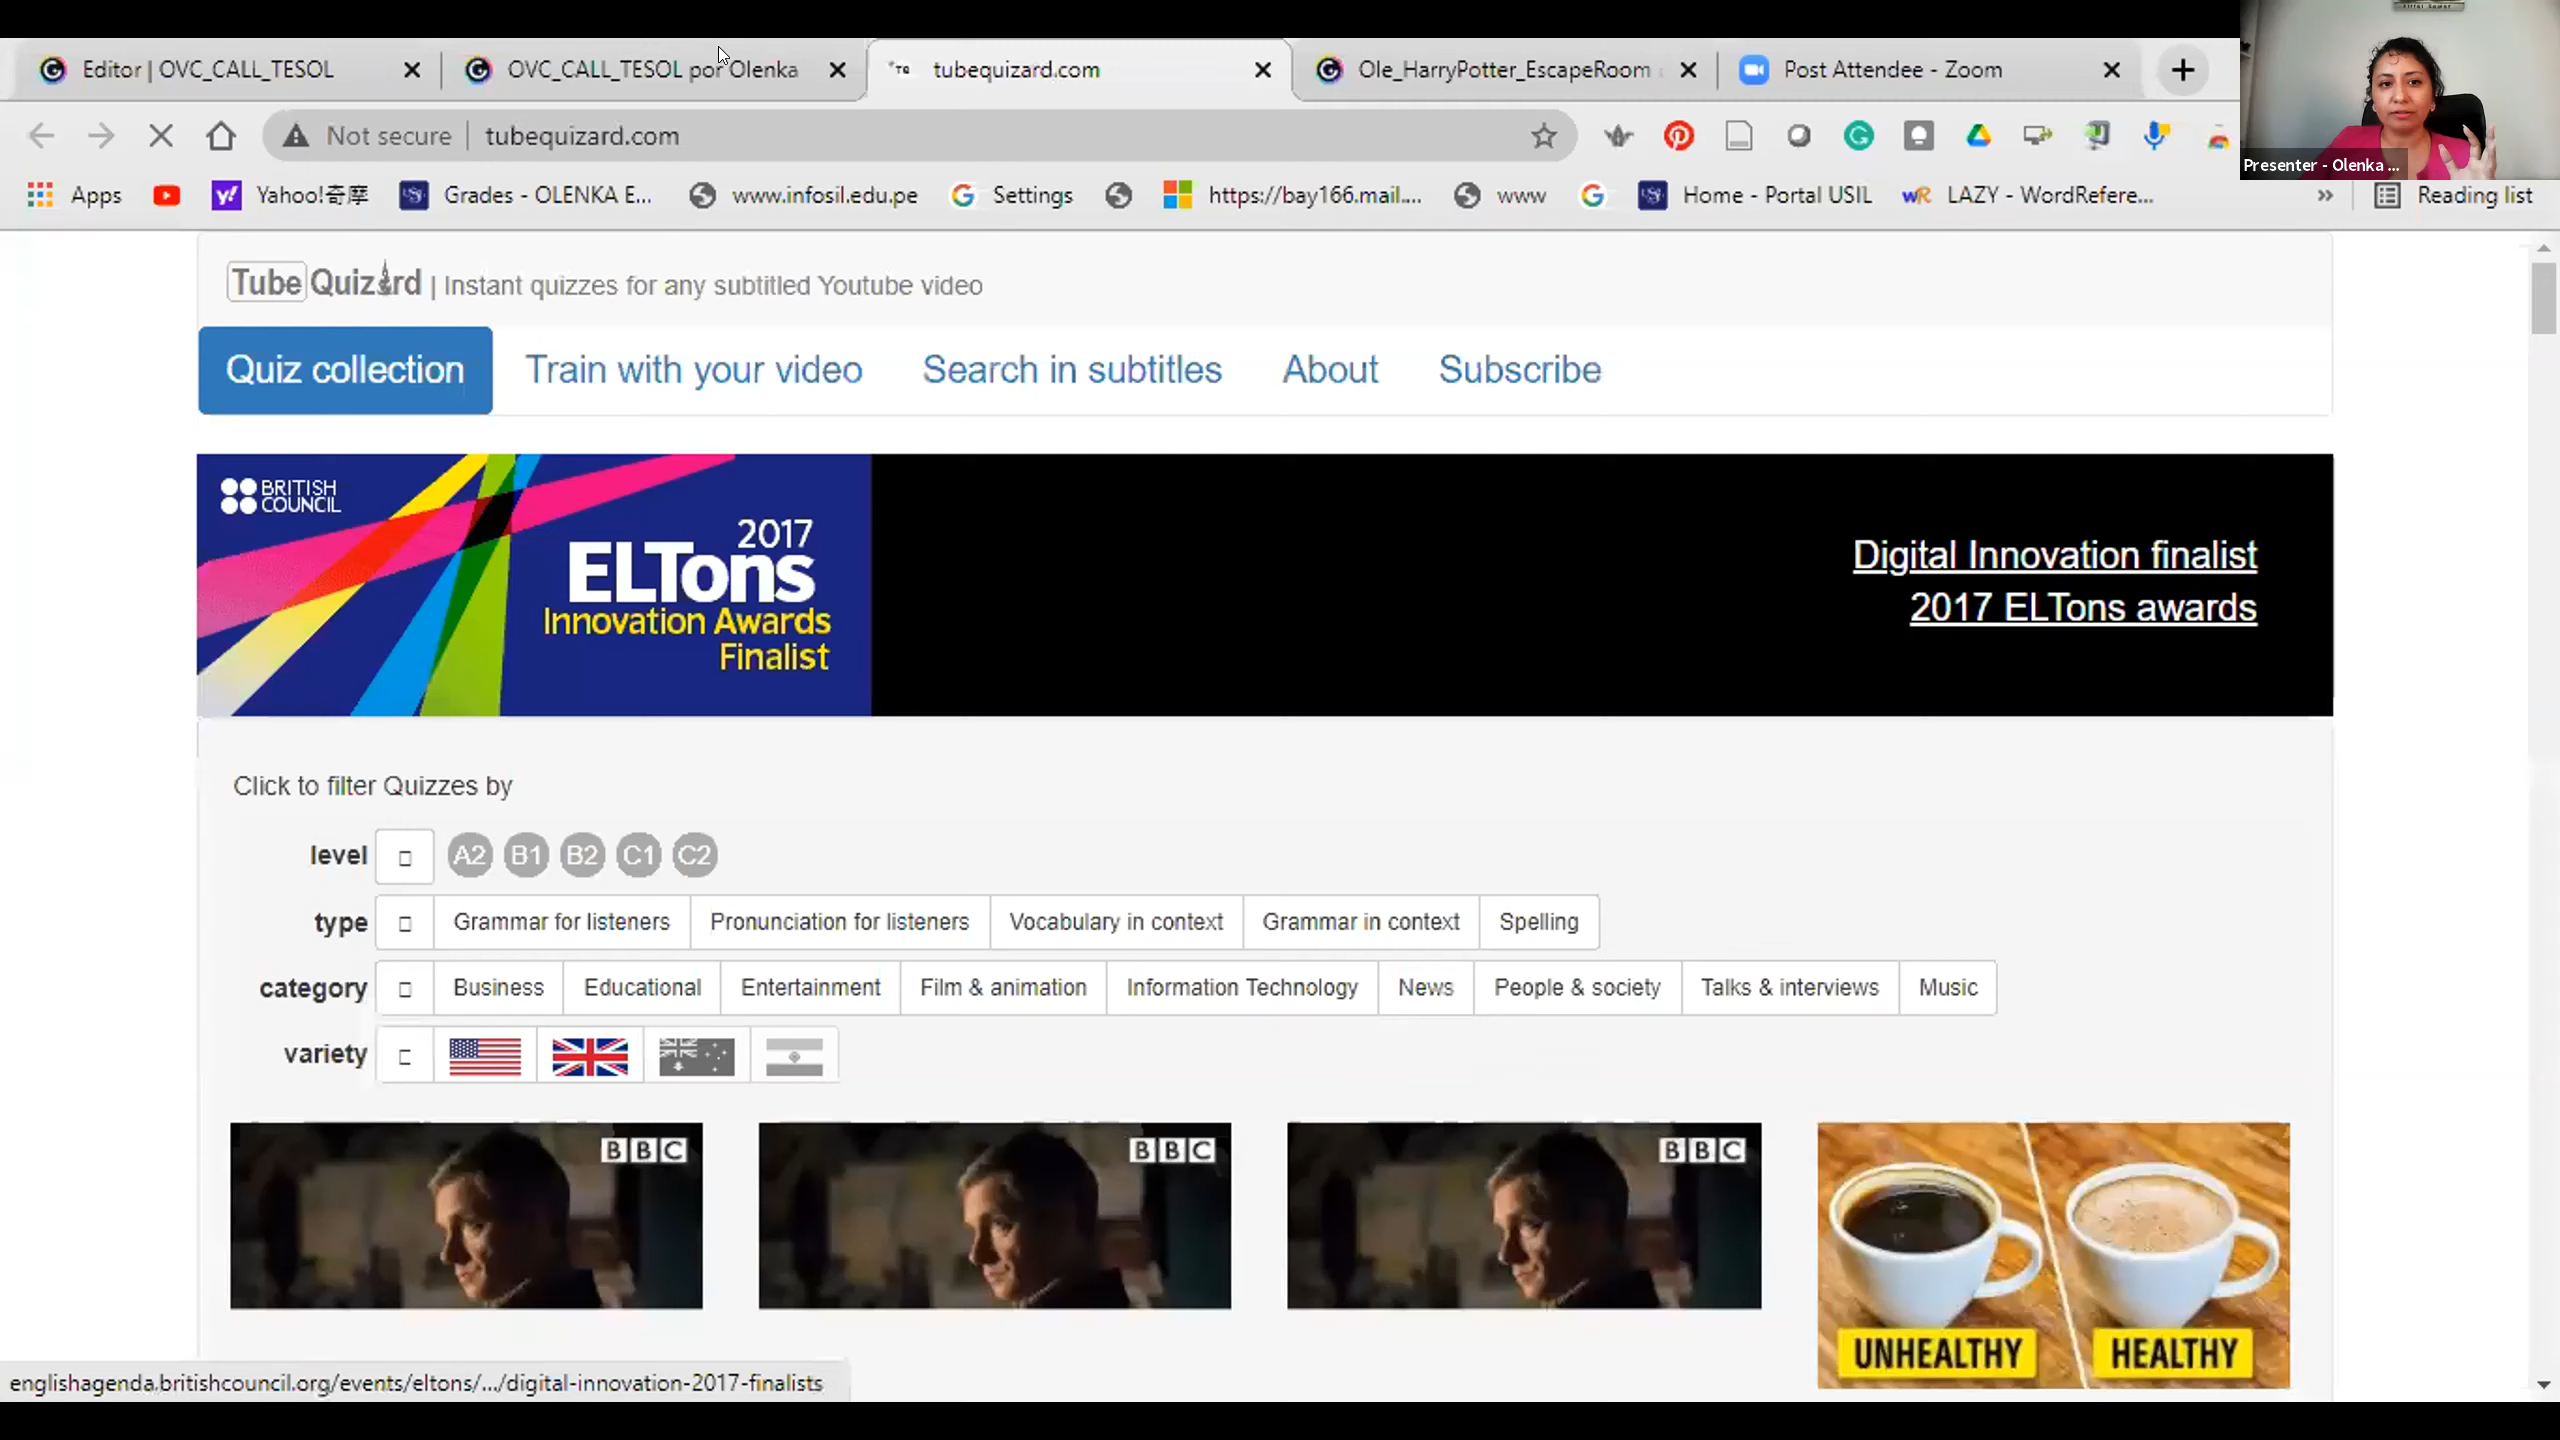 Editor | OVC_CALL_TESOL
OVC_CALL_TESOL por Olenka
tubequizard.com
Ole_HarryPotter_EscapeRoom
Post Attendee - Zoom
Not secure
tubequizard.com
Presenter - Olenka ...
Apps
Yahoo!奇摩
Grades - OLENKA E...
www.infosil.edu.pe
Settings
https://bay166.mail....
www
Home - Portal USIL
LAZY - WordRefere...
Reading list
TubeQuizard | Instant quizzes for any subtitled Youtube video
Quiz collection
Train with your video
Search in subtitles
About
Subscribe
BRITISH
COUNCIL
2017
ELTons
Innovation Awards
Finalist
Digital Innovation finalist
2017 ELTons awards
Click to filter Quizzes by
level A2 B1 B2 C1 C2
type Grammar for listeners Pronunciation for listeners Vocabulary in context Grammar in context Spelling
category Business Educational Entertainment Film & animation Information Technology News People & society Talks & interviews Music
variety
BBC
BBC
BBC
UNHEALTHY
HEALTHY
englishagenda.britishcouncil.org/events/eltons/.../digital-innovation-2017-finalists